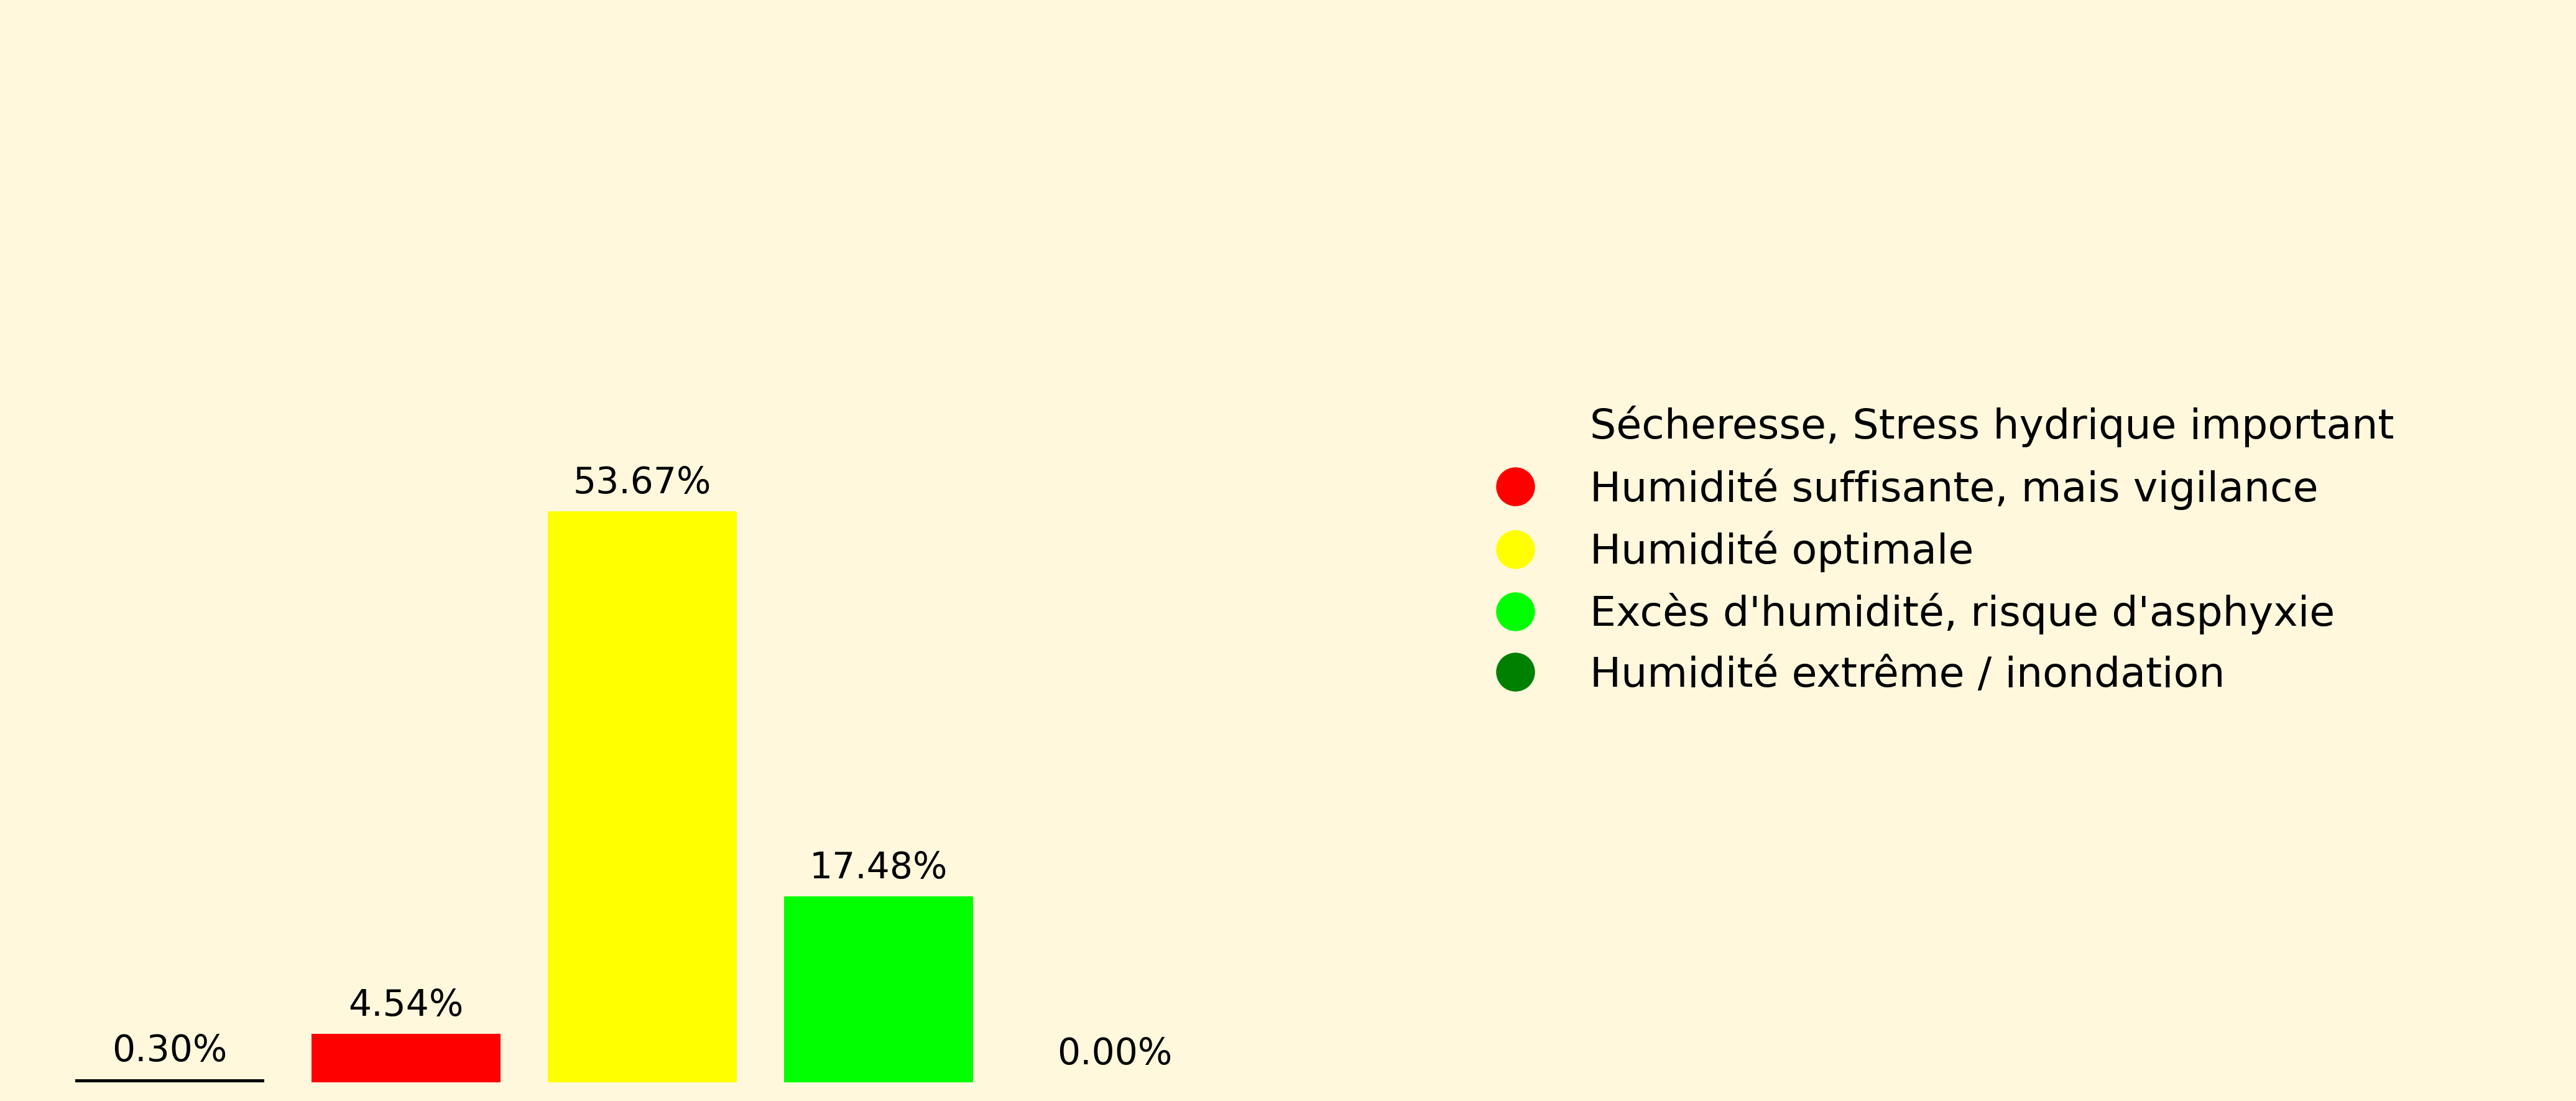 Sécheresse, Stress hydrique important
Humidité suffisante, mais vigilance
53.67%
Humidité optimale
Excès d'humidité, risque d'asphyxie
Humidité extrême / inondation
17.48%
4.54%
0.30%
0.00%